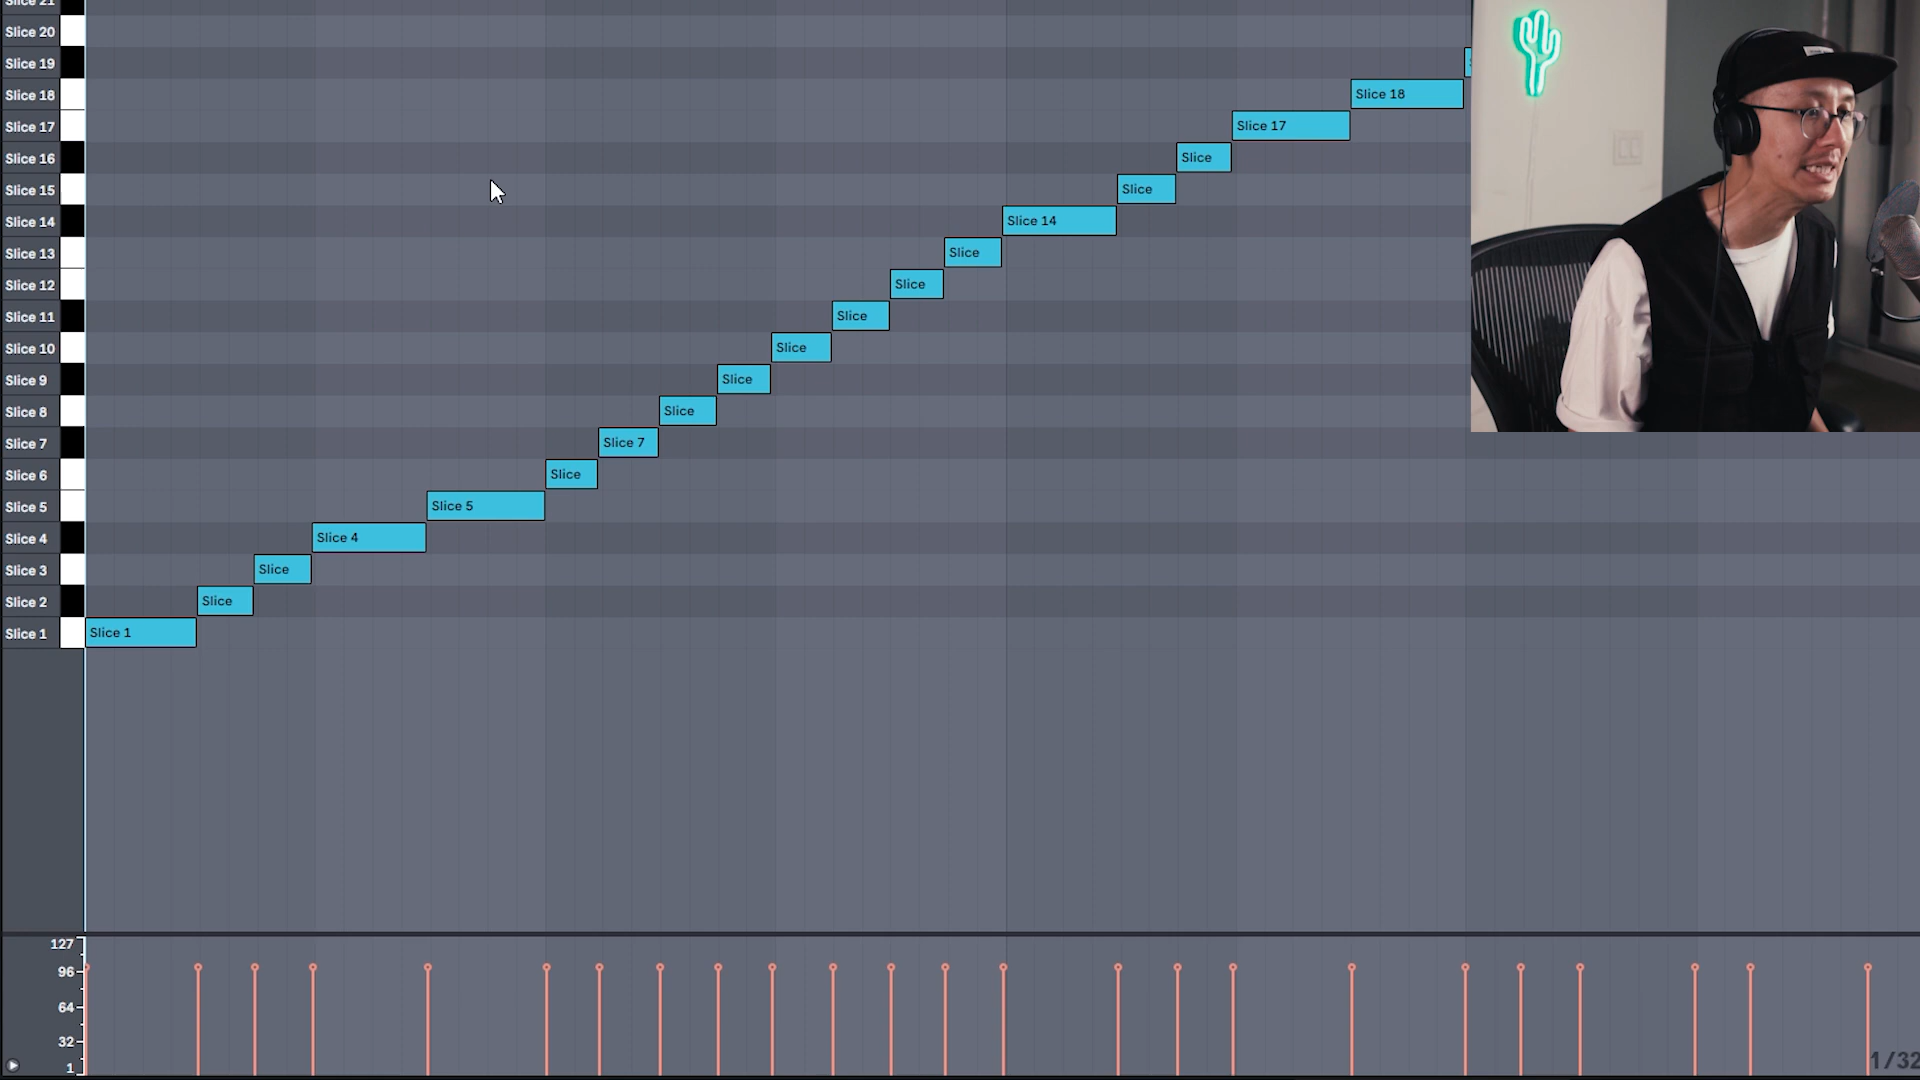 Slice 21
Slice 20
Slice 19
Slice 18 Slice 18
Slice 17 Slice 17
Slice 16 Slice
Slice 15 Slice
Slice 14 Slice 14
Slice 13 Slice
Slice 12 Slice
Slice 11 Slice
Slice 10 Slice
Slice 9 Slice
Slice 8 Slice
Slice 7 Slice 7
Slice 6 Slice
Slice 5 Slice 5
Slice 4 Slice 4
Slice 3 Slice
Slice 2 Slice
Slice 1 Slice 1
127
96
64
32
1
1/32